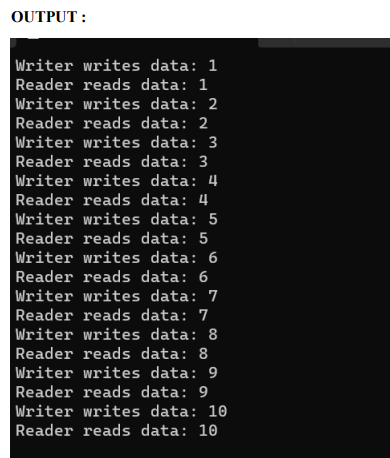 OUTPUT :
Writer writes data: 1
Reader reads data: 1
Writer writes data: 2
Reader reads data: 2
Writer writes data: 3
Reader reads data: 3
Writer writes data: 4
Reader reads data: 4
Writer writes data: 5
Reader reads data: 5
Writer writes data: 6
Reader reads data: 6
Writer writes data: 7
Reader reads data: 7
Writer writes data: 8
Reader reads data: 8
Writer writes data: 9
Reader reads data: 9
Writer writes data: 10
Reader reads data: 10